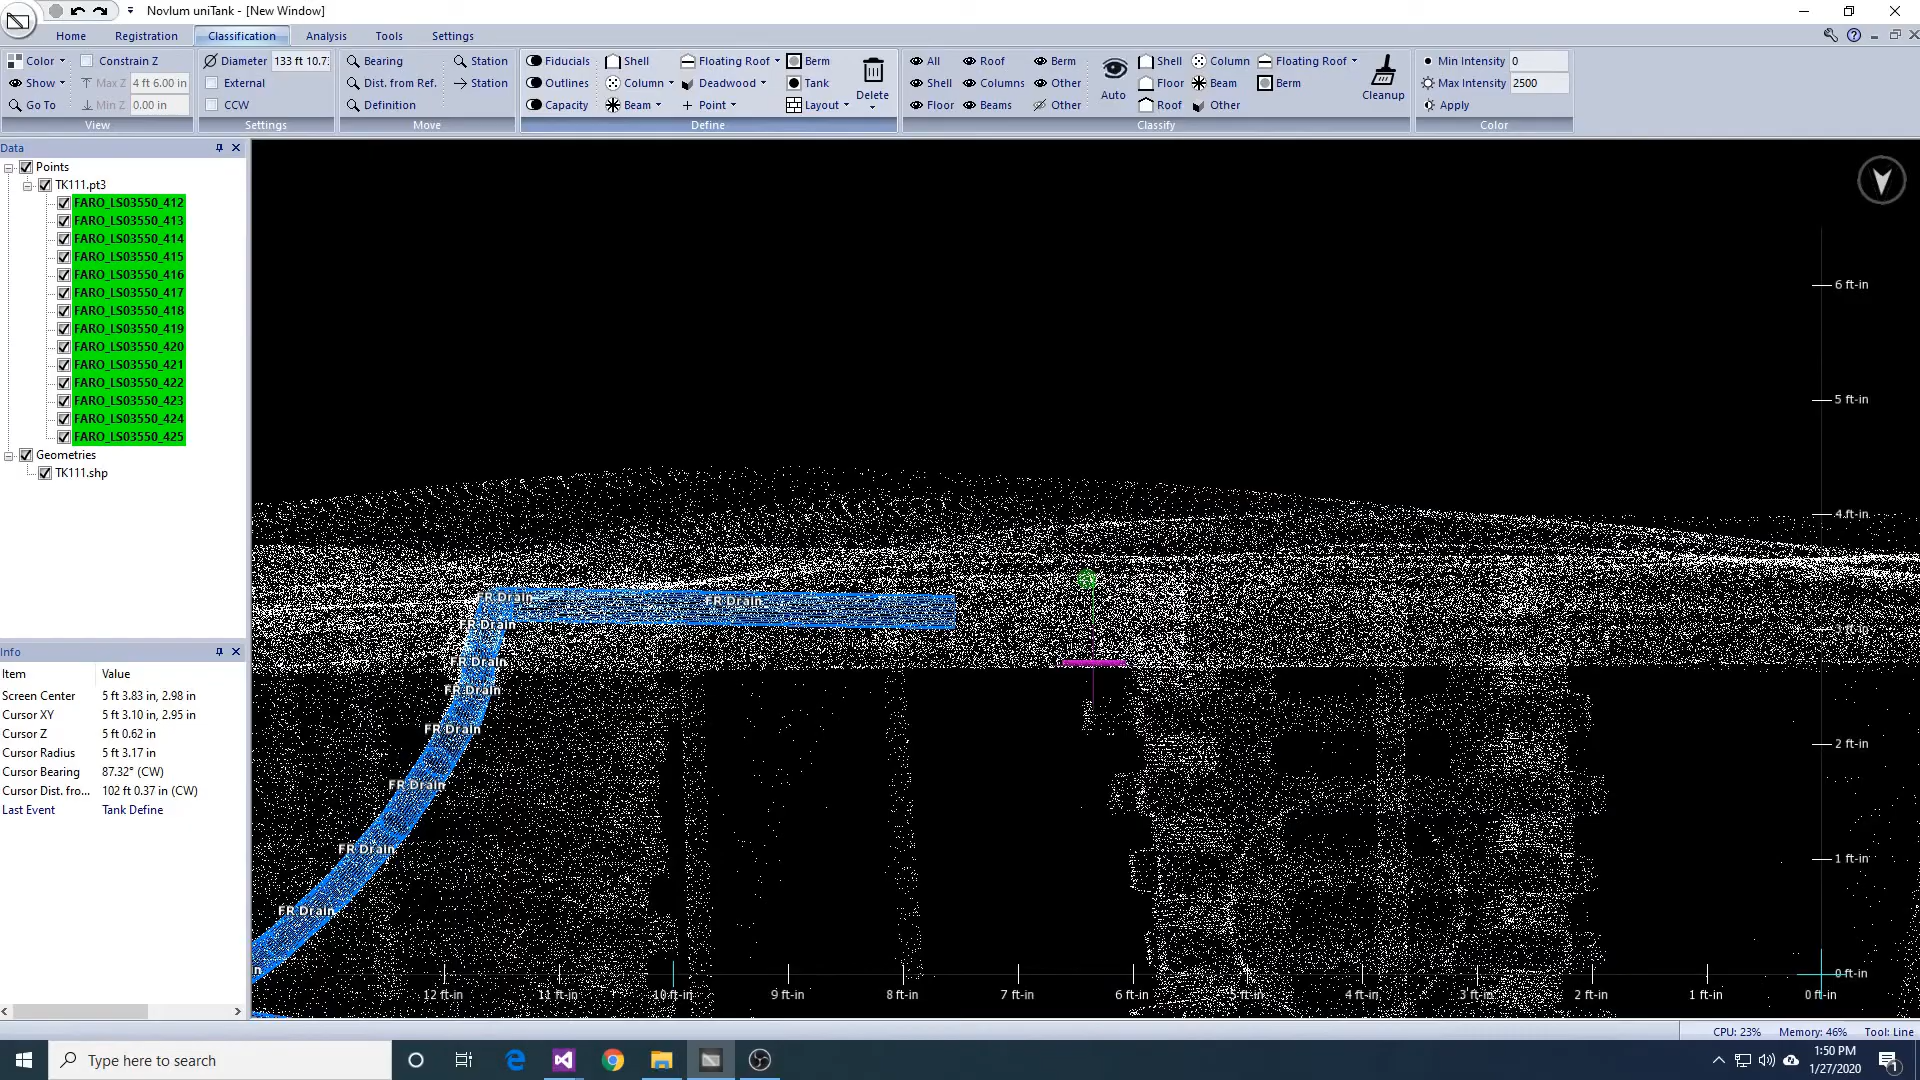 Novlum uniTank - [New Window]
Home Registration Classification Analysis Tools Settings
Color Constrain Z Diameter 133 ft 10.7 Bearing Station Fiducials Shell Floating Roof Berm All Roof Berm Shell Column Floating Roof Min Intensity 0
Show Max Z 4 ft 6.00 in External Dist. from Ref. Station Outlines Column Deadwood Tank Delete Shell Columns Other Auto Floor Beam Berm Cleanup Max Intensity 2500
Go To Min Z 0.00 in CCW Definition Capacity Beam Point Layout Floor Beams Other Roof Other Apply
View Settings Move Define Classify Color
Data
Points
TK111.pt3
FARO_LS03550_412
FARO_LS03550_413
FARO_LS03550_414
FARO_LS03550_415
FARO_LS03550_416
FARO_LS03550_417
FARO_LS03550_418
FARO_LS03550_419
FARO_LS03550_420
FARO_LS03550_421
FARO_LS03550_422
FARO_LS03550_423
FARO_LS03550_424
FARO_LS03550_425
Geometries
TK111.shp
Info
Item Value
Screen Center 5 ft 3.83 in, 2.98 in
Cursor XY 5 ft 3.10 in, 2.95 in
Cursor Z 5 ft 0.62 in
Cursor Radius 5 ft 3.17 in
Cursor Bearing 87.32° (CW)
Cursor Dist. fro... 102 ft 0.37 in (CW)
Last Event Tank Define
6 ft-in
5 ft-in
4 ft-in
FR Drain FR Drain
FR Drain
FR Drain
FR Drain
FR Drain
2 ft-in
FR Drain
FR Drain
1 ft-in
FR Drain
0 ft-in
12 ft-in 11 ft-in 10 ft-in 9 ft-in 8 ft-in 7 ft-in 6 ft-in 5 ft-in 4 ft-in 3 ft-in 2 ft-in 1 ft-in 0 ft-in
CPU: 23% Memory: 46% Tool: Line
Type here to search
1:50 PM
1/27/2020
1